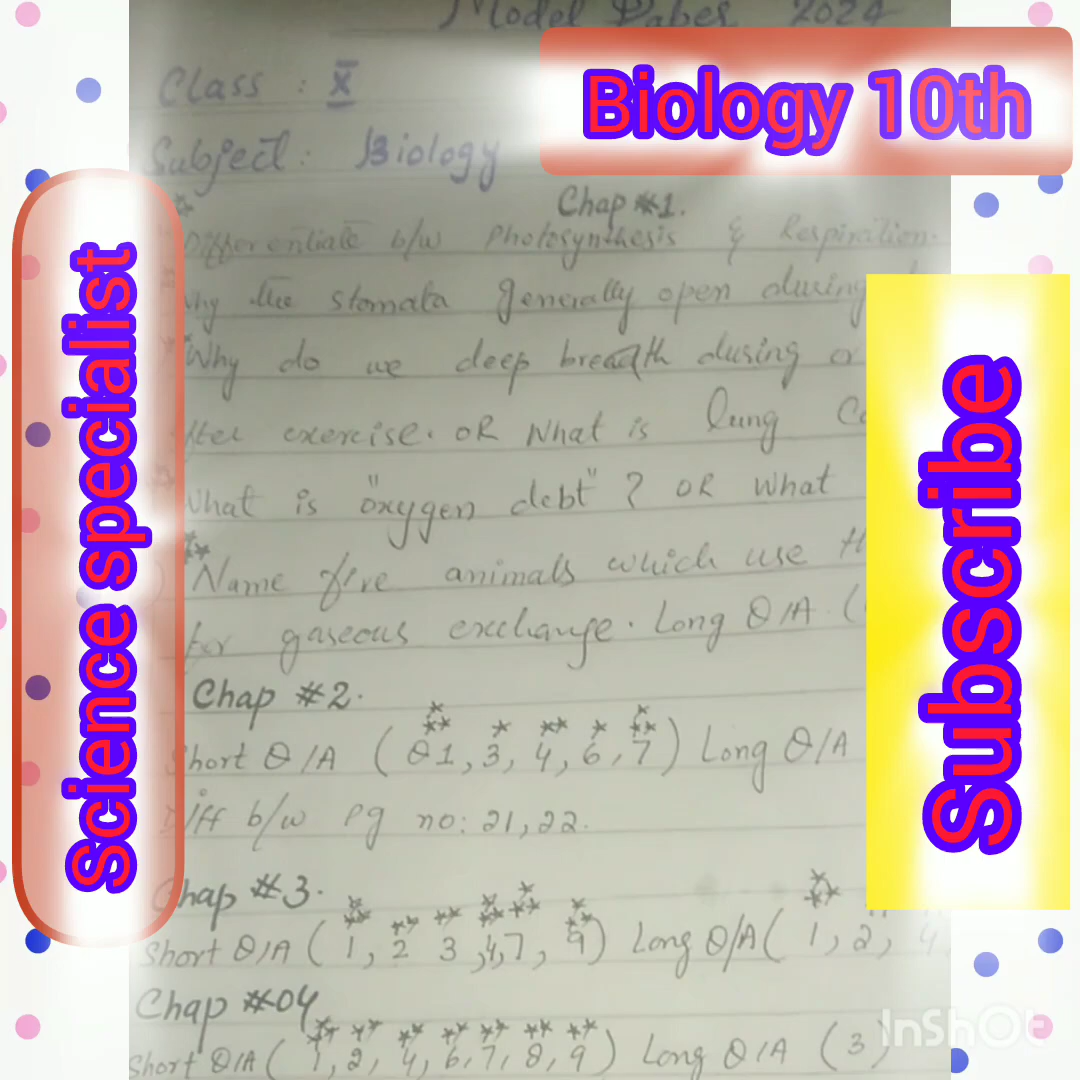 Model Paper 2024
Class : X
Subject : Biology
Biology 10th
Science specialist
Subscribe
Chap #1.
Differentiate b/w Photosynthesis & Respiration.
Why the stomata generally open during
Why do we deep breadth during or
after exercise. OR What is lung
What is "oxygen debt" ? OR What
Name five animals which use
for gaseous exchange. Long Q/A. (
Chap #2.
Short Q/A ( Q1, 3, 4, 6, 7 ) Long Q/A
Diff b/w Pg no: 21, 22.
Chap #3.
Short Q/A ( 1, 2 3, 4, 7, 9 ) Long Q/A ( 1, 2, 4
Chap #04
Short Q/A ( 1, 2, 4, 6, 7, 8, 9 ) Long Q/A ( 3 )
InShOt